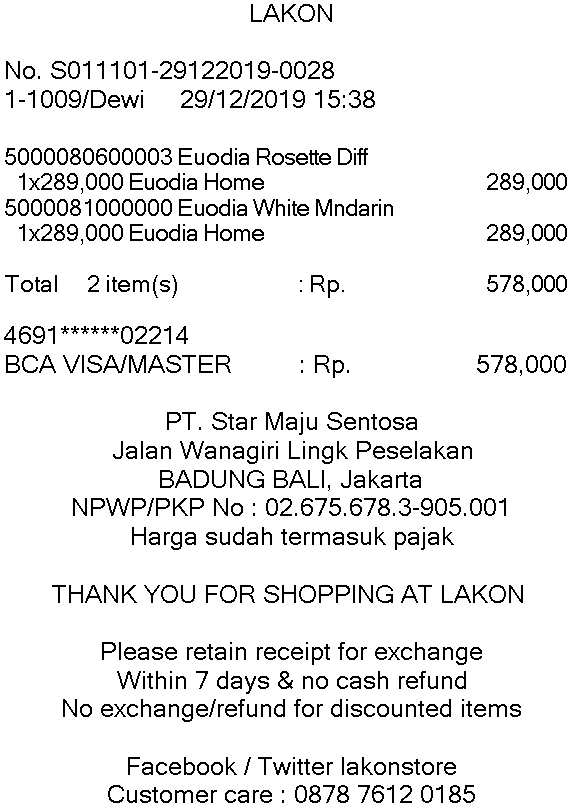 LAKON
No. S011101-29122019-0028
1-1009/Dewi 29/12/2019 15:38
5000080600003 Euodia Rosette Diff
1x289,000 Euodia Home 289,000
5000081000000 Euodia White Mndarin
1x289,000 Euodia Home 289,000
Total 2 item(s) : Rp. 578,000
4691******02214
BCA VISA/MASTER : Rp. 578,000
PT. Star Maju Sentosa
Jalan Wanagiri Lingk Peselakan
BADUNG BALI, Jakarta
NPWP/PKP No : 02.675.678.3-905.001
Harga sudah termasuk pajak
THANK YOU FOR SHOPPING AT LAKON
Please retain receipt for exchange
Within 7 days & no cash refund
No exchange/refund for discounted items
Facebook / Twitter lakonstore
Customer care : 0878 7612 0185